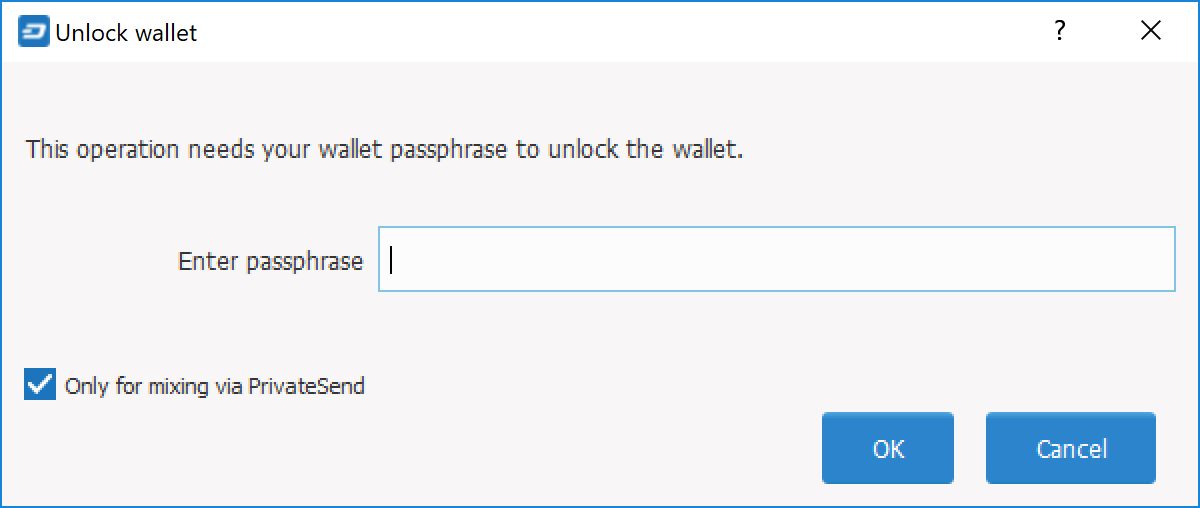 Unlock wallet
?
This operation needs your wallet passphrase to unlock the wallet.
Enter passphrase
Only for mixing via PrivateSend
OK
Cancel